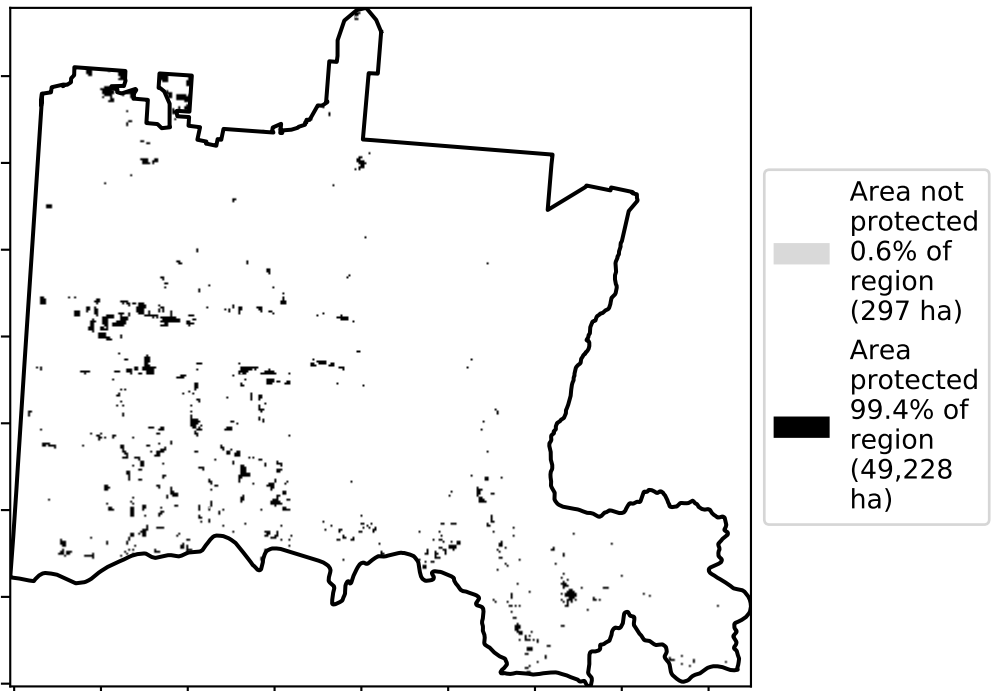 Area not
protected
0.6% of
region
(297 ha)
Area
protected
99.4% of
region
(49,228
ha)